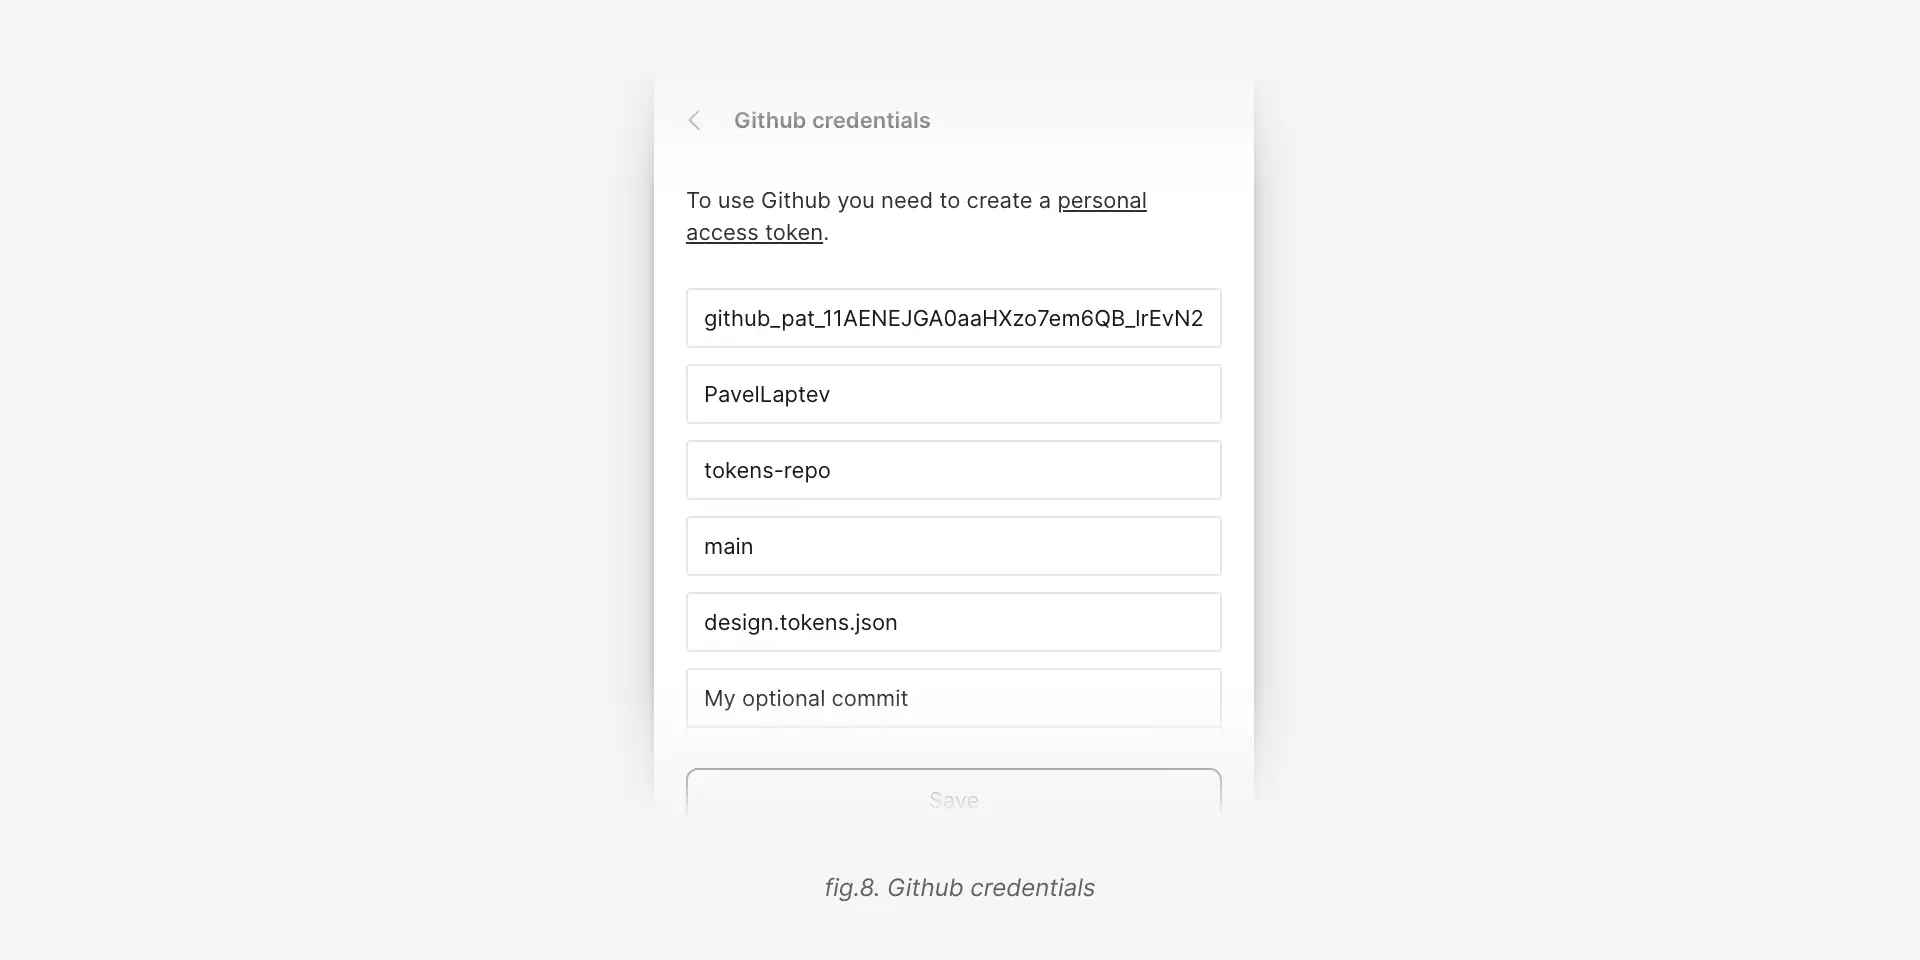 Github credentials
To use Github you need to create a personal
access token.
github_pat_11AENEJGA0aaHXzo7em6QB_lrEvN2
PavelLaptev
tokens-repo
main
design.tokens.json
My optional commit
Save
fig.8. Github credentials